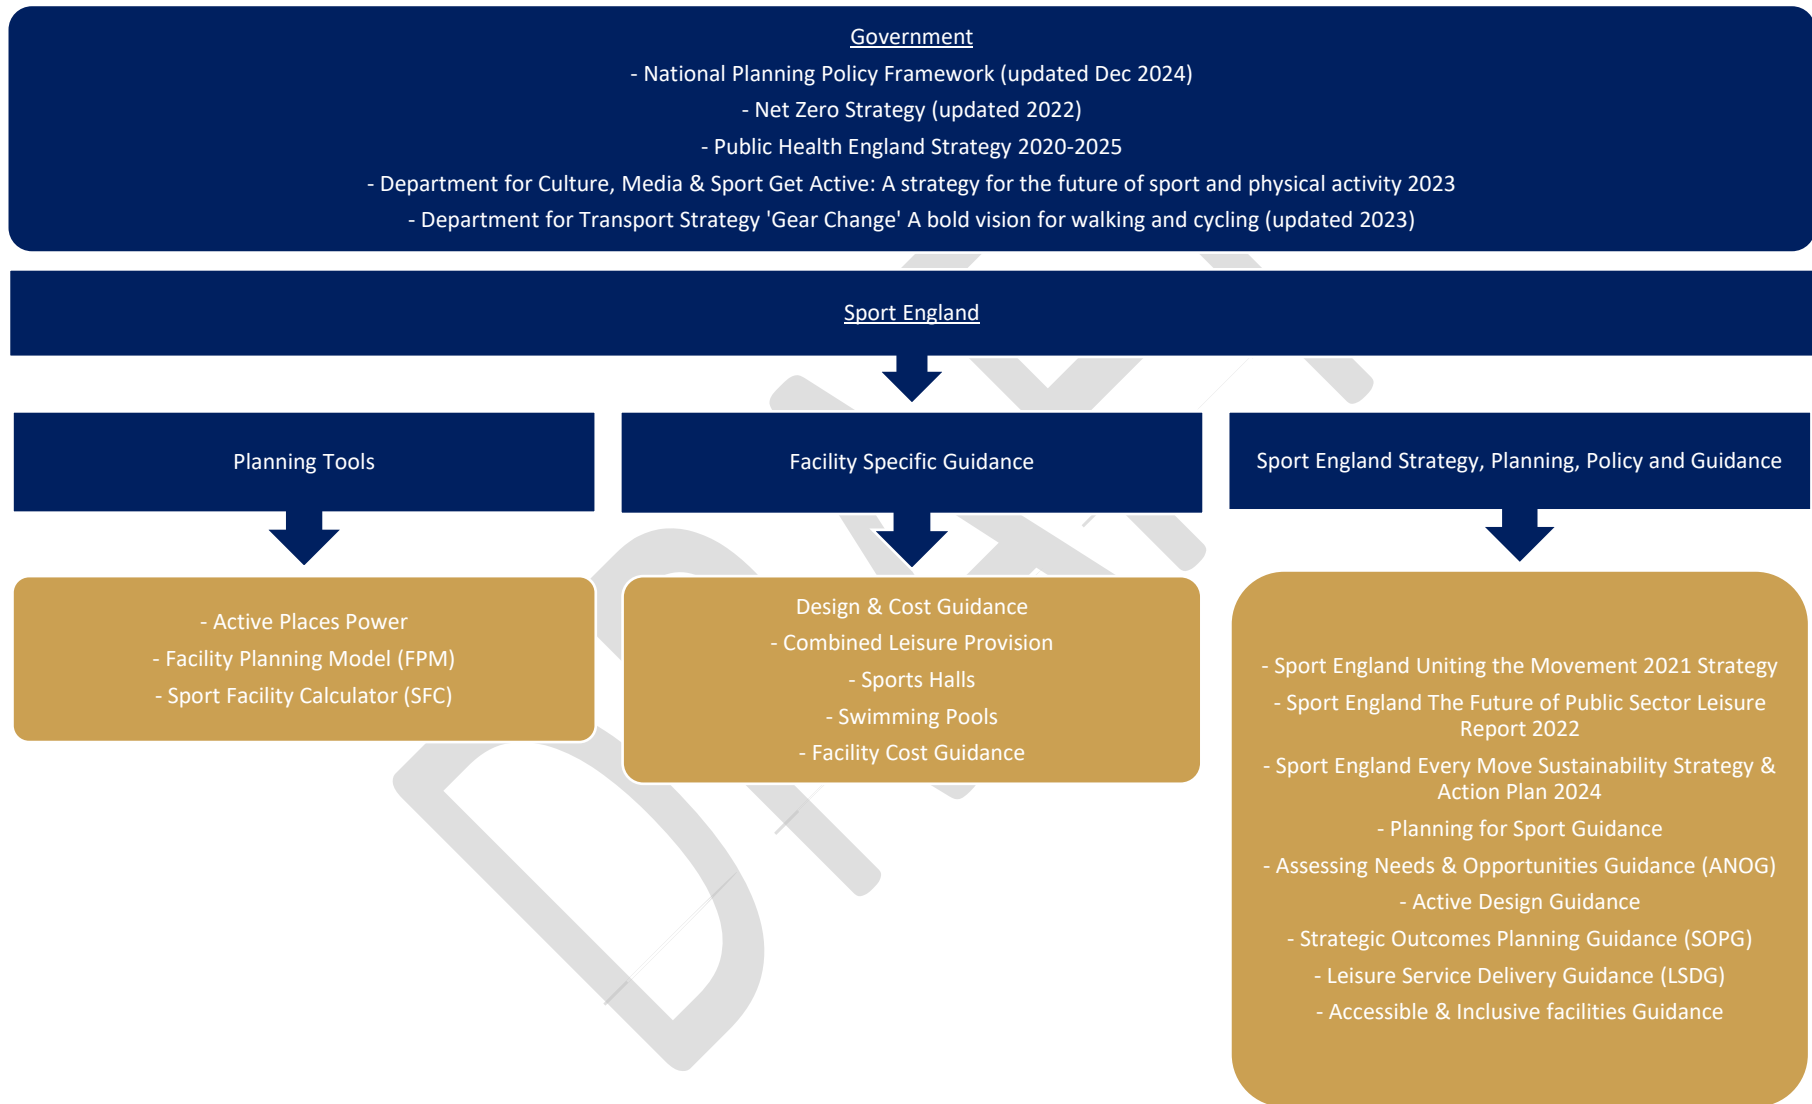 Government
- National Planning Policy Framework (updated Dec 2024)
- Net Zero Strategy (updated 2022)
- Public Health England Strategy 2020-2025
- Department for Culture, Media & Sport Get Active: A strategy for the future of sport and physical activity 2023
- Department for Transport Strategy 'Gear Change' A bold vision for walking and cycling (updated 2023)
Sport England
Planning Tools
- Active Places Power
- Facility Planning Model (FPM)
- Sport Facility Calculator (SFC)
Facility Specific Guidance
Design & Cost Guidance
- Combined Leisure Provision
- Sports Halls
- Swimming Pools
- Facility Cost Guidance
Sport England Strategy, Planning, Policy and Guidance
- Sport England Uniting the Movement 2021 Strategy
- Sport England The Future of Public Sector Leisure
Report 2022
- Sport England Every Move Sustainability Strategy &
Action Plan 2024
- Planning for Sport Guidance
- Assessing Needs & Opportunities Guidance (ANOG)
- Active Design Guidance
- Strategic Outcomes Planning Guidance (SOPG)
- Leisure Service Delivery Guidance (LSDG)
- Accessible & Inclusive facilities Guidance
DRAFT